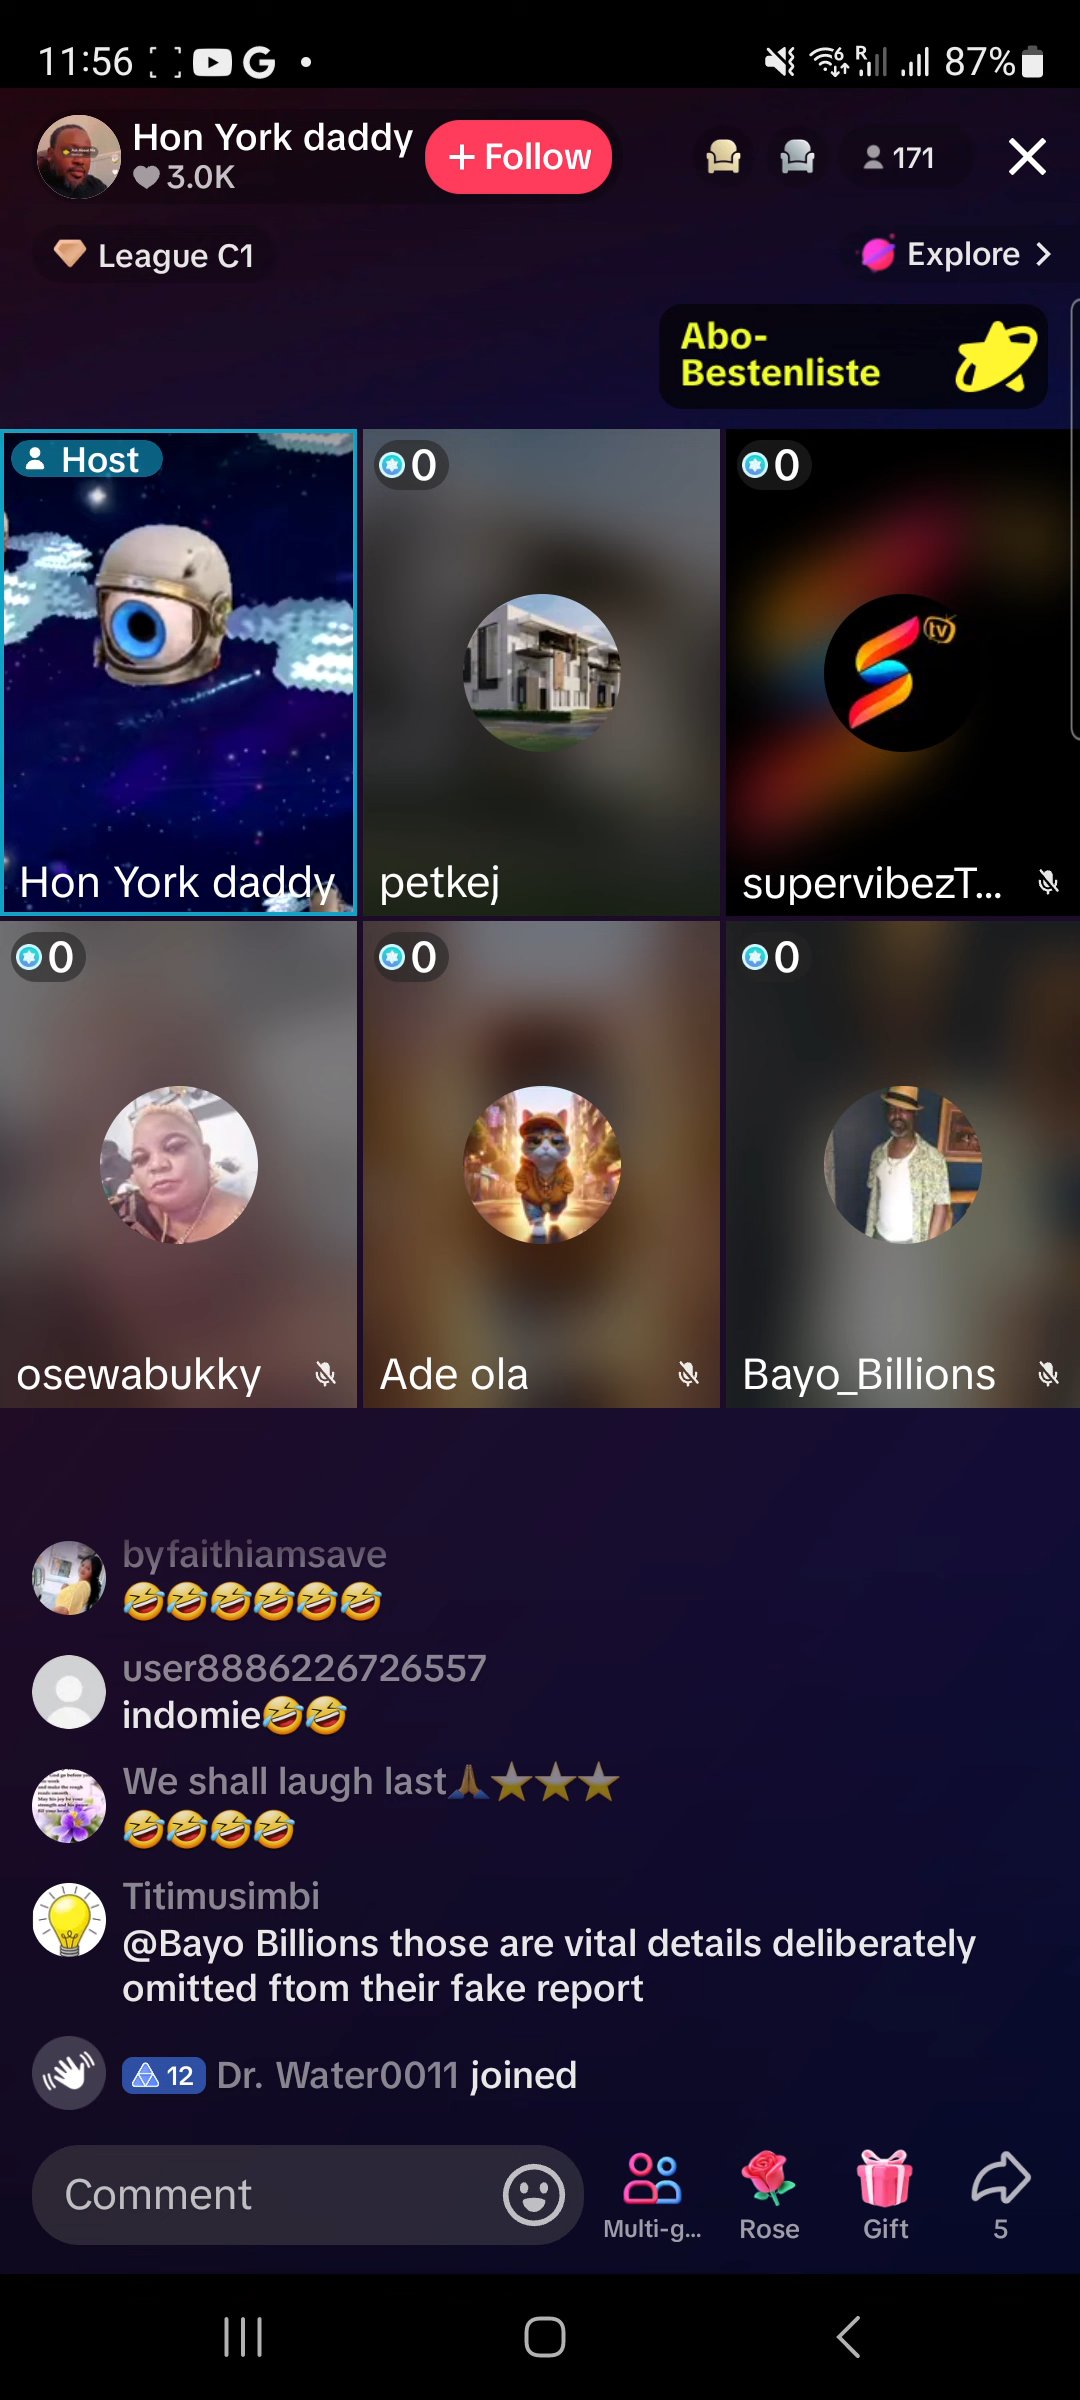 11:56
R
87%
Hon York daddy
3.0K
+ Follow
171
League C1
Explore
Abo-
Bestenliste
Host
0
0
tv
Hon York daddy
petkej
supervibezT...
0
0
0
osewabukky
Ade ola
Bayo_Billions
byfaithiamsave
🤣🤣🤣🤣🤣🤣
user8886226726557
indomie🤣🤣
We shall laugh last🙏⭐⭐⭐
🤣🤣🤣🤣
Titimusimbi
@Bayo Billions those are vital details deliberately
omitted ftom their fake report
12 Dr. Water0011 joined
Comment
Multi-g...
Rose
Gift
5